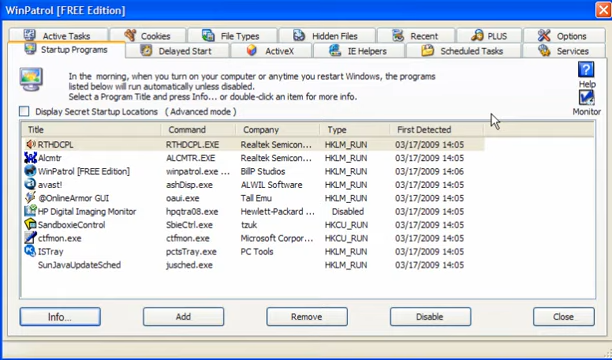 WinPatrol [FREE Edition]
Active Tasks Cookies File Types Hidden Files Recent PLUS Options
Startup Programs Delayed Start ActiveX IE Helpers Scheduled Tasks Services
In the morning, when you turn on your computer or anytime you restart Windows, the programs
listed below will run automatically unless disabled.
Select a Program Title and press Info... or double-click an item for more info.
Help
Monitor
Display Secret Startup Locations ( Advanced mode )
Title Command Company Type First Detected
RTHDCPL RTHDCPL.EXE Realtek Semicon... HKLM_RUN 03/17/2009 14:05
Alcmtr ALCMTR.EXE Realtek Semicon... HKLM_RUN 03/17/2009 14:05
WinPatrol [FREE Edition] winpatrol.exe ... BillP Studios HKLM_RUN 03/17/2009 14:06
avast! ashDisp.exe ALWIL Software HKLM_RUN 03/17/2009 14:05
@OnlineArmor GUI oaui.exe Tall Emu HKLM_RUN 03/17/2009 14:05
HP Digital Imaging Monitor hpqtra08.exe Hewlett-Packard ... Disabled 03/17/2009 14:05
SandboxieControl SbieCtrl.exe tzuk HKCU_RUN 03/17/2009 14:05
ctfmon.exe ctfmon.exe Microsoft Corpor... HKCU_RUN 03/17/2009 14:05
ISTray pctsTray.exe PC Tools HKLM_RUN 03/17/2009 14:05
SunJavaUpdateSched jusched.exe HKLM_RUN 03/17/2009 14:05
Info... Add Remove Disable Close